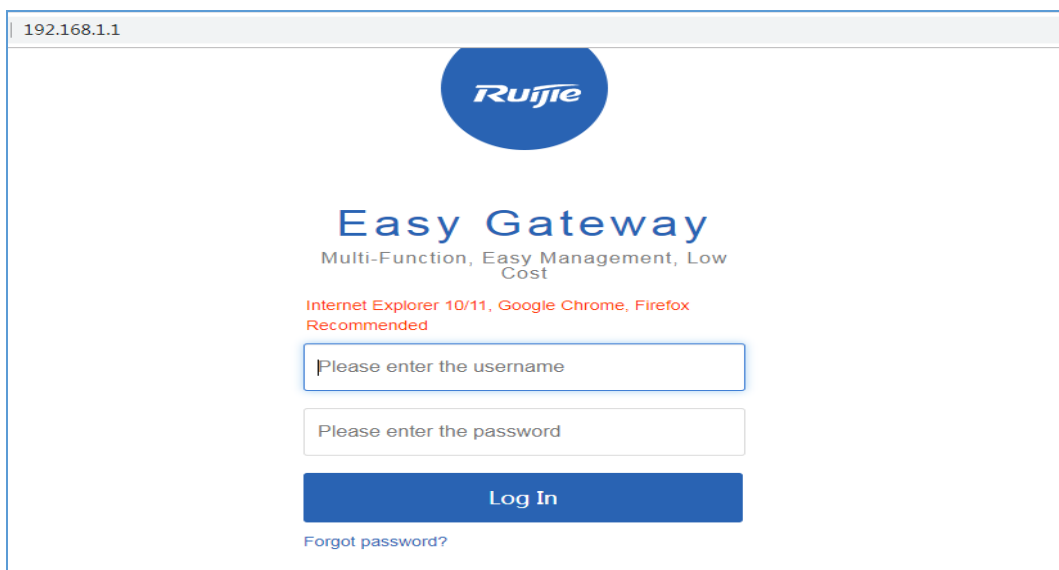 192.168.1.1
Ruijie
Easy Gateway
Multi-Function, Easy Management, Low
Cost
Internet Explorer 10/11, Google Chrome, Firefox
Recommended
Please enter the username
Please enter the password
Log In
Forgot password?